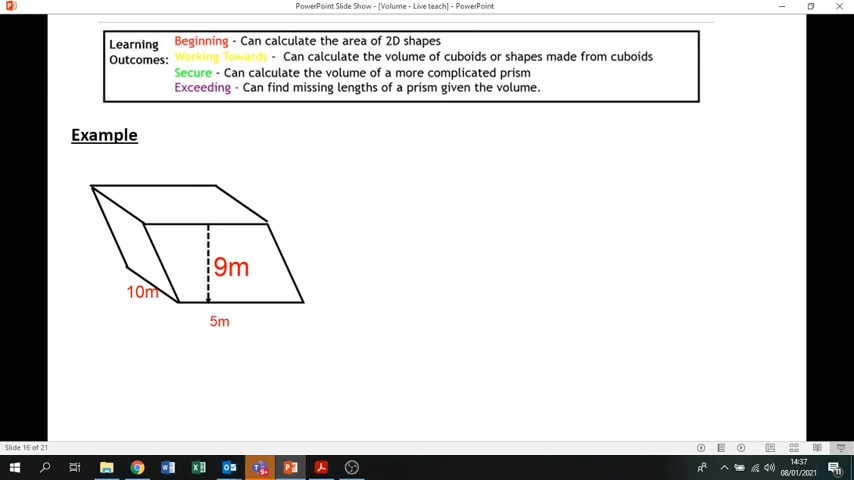 PowerPoint Slide Show - [Volume - Live teach] - PowerPoint
Learning Outcomes:
Beginning - Can calculate the area of 2D shapes
Working Towards - Can calculate the volume of cuboids or shapes made from cuboids
Secure - Can calculate the volume of a more complicated prism
Exceeding - Can find missing lengths of a prism given the volume.
Example
9m
10m
5m
Slide 16 of 21
9+
14:37
08/01/2021
11